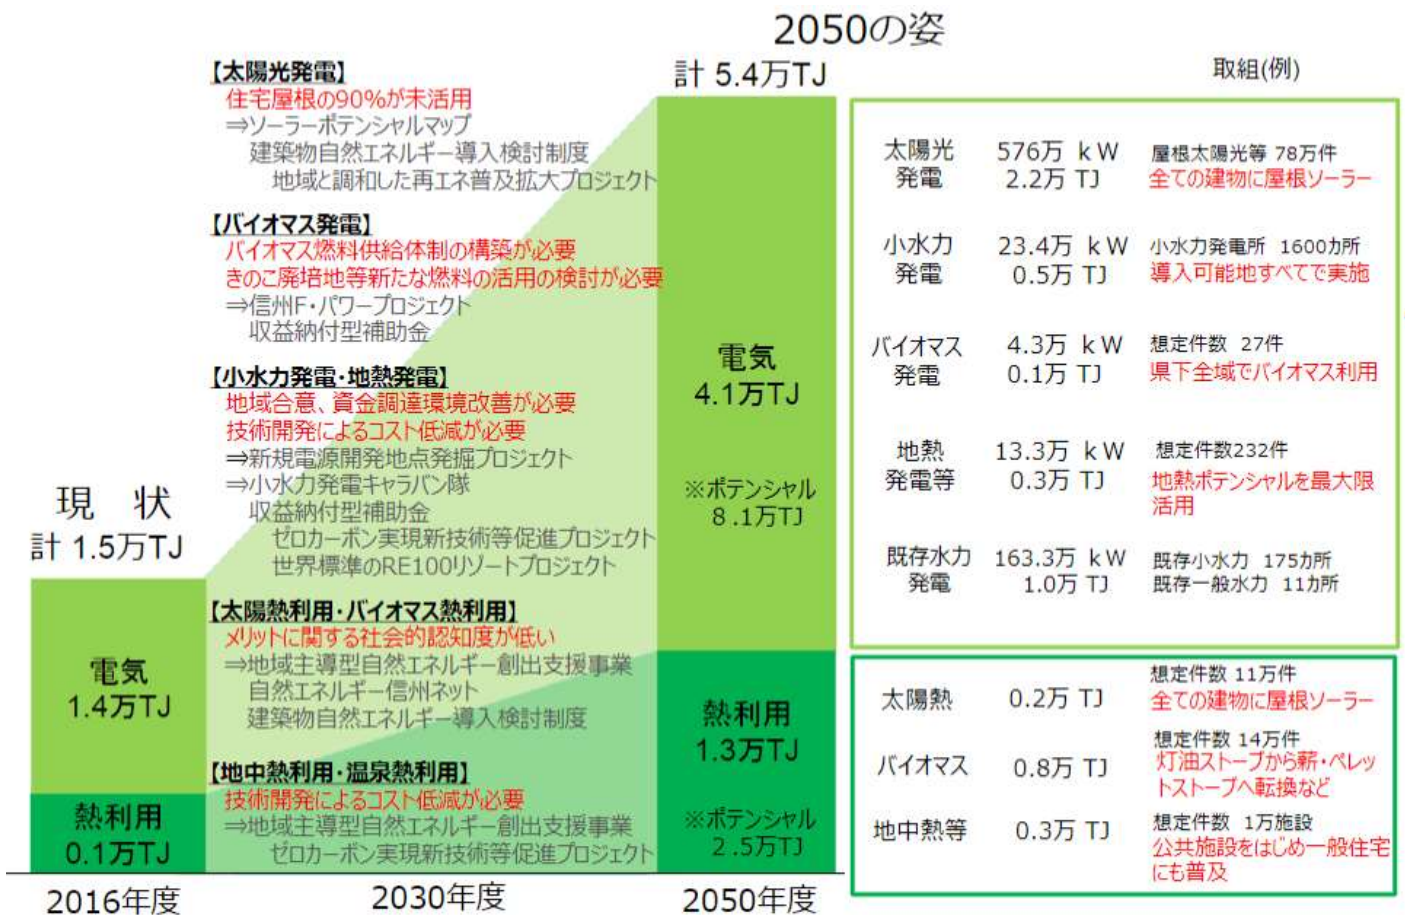 2050の姿
現　状
計 1.5万TJ
電気
1.4万TJ
熱利用
0.1万TJ
2016年度
【太陽光発電】
住宅屋根の90%が未活用
⇒ソーラーポテンシャルマップ
建築物自然エネルギー導入検討制度
地域と調和した再エネ普及拡大プロジェクト
【バイオマス発電】
バイオマス燃料供給体制の構築が必要
きのこ廃培地等新たな燃料の活用の検討が必要
⇒信州F・パワープロジェクト
収益納付型補助金
【小水力発電・地熱発電】
地域合意、資金調達環境改善が必要
技術開発によるコスト低減が必要
⇒新規電源開発地点発掘プロジェクト
⇒小水力発電キャラバン隊
収益納付型補助金
ゼロカーボン実現新技術等促進プロジェクト
世界標準のRE100リゾートプロジェクト
【太陽熱利用・バイオマス熱利用】
メリットに関する社会的認知度が低い
⇒地域主導型自然エネルギー創出支援事業
自然エネルギー信州ネット
建築物自然エネルギー導入検討制度
【地中熱利用・温泉熱利用】
技術開発によるコスト低減が必要
⇒地域主導型自然エネルギー創出支援事業
ゼロカーボン実現新技術等促進プロジェクト
2030年度
計 5.4万TJ
電気
4.1万TJ
※ポテンシャル
8.1万TJ
熱利用
1.3万TJ
※ポテンシャル
2.5万TJ
2050年度
取組(例)
太陽光 576万 kW 屋根太陽光等 78万件
発電 2.2万 TJ 全ての建物に屋根ソーラー
小水力 23.4万 kW 小水力発電所 1600カ所
発電 0.5万 TJ 導入可能地すべてで実施
バイオマス 4.3万 kW 想定件数 27件
発電 0.1万 TJ 県下全域でバイオマス利用
地熱 13.3万 kW 想定件数232件
発電等 0.3万 TJ 地熱ポテンシャルを最大限
活用
既存水力 163.3万 kW 既存小水力 175カ所
発電 1.0万 TJ 既存一般水力 11カ所
想定件数 11万件
太陽熱 0.2万 TJ 全ての建物に屋根ソーラー
想定件数 14万件
バイオマス 0.8万 TJ 灯油ストーブから薪・ペレッ
トストーブへ転換など
地中熱等 0.3万 TJ 想定件数 1万施設
公共施設をはじめ一般住宅
にも普及